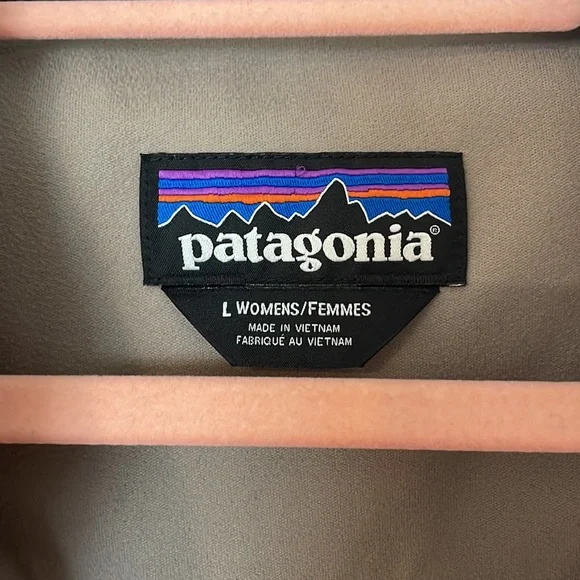 patagonia®
L WOMENS/FEMMES
MADE IN VIETNAM
FABRIQUÉ AU VIETNAM